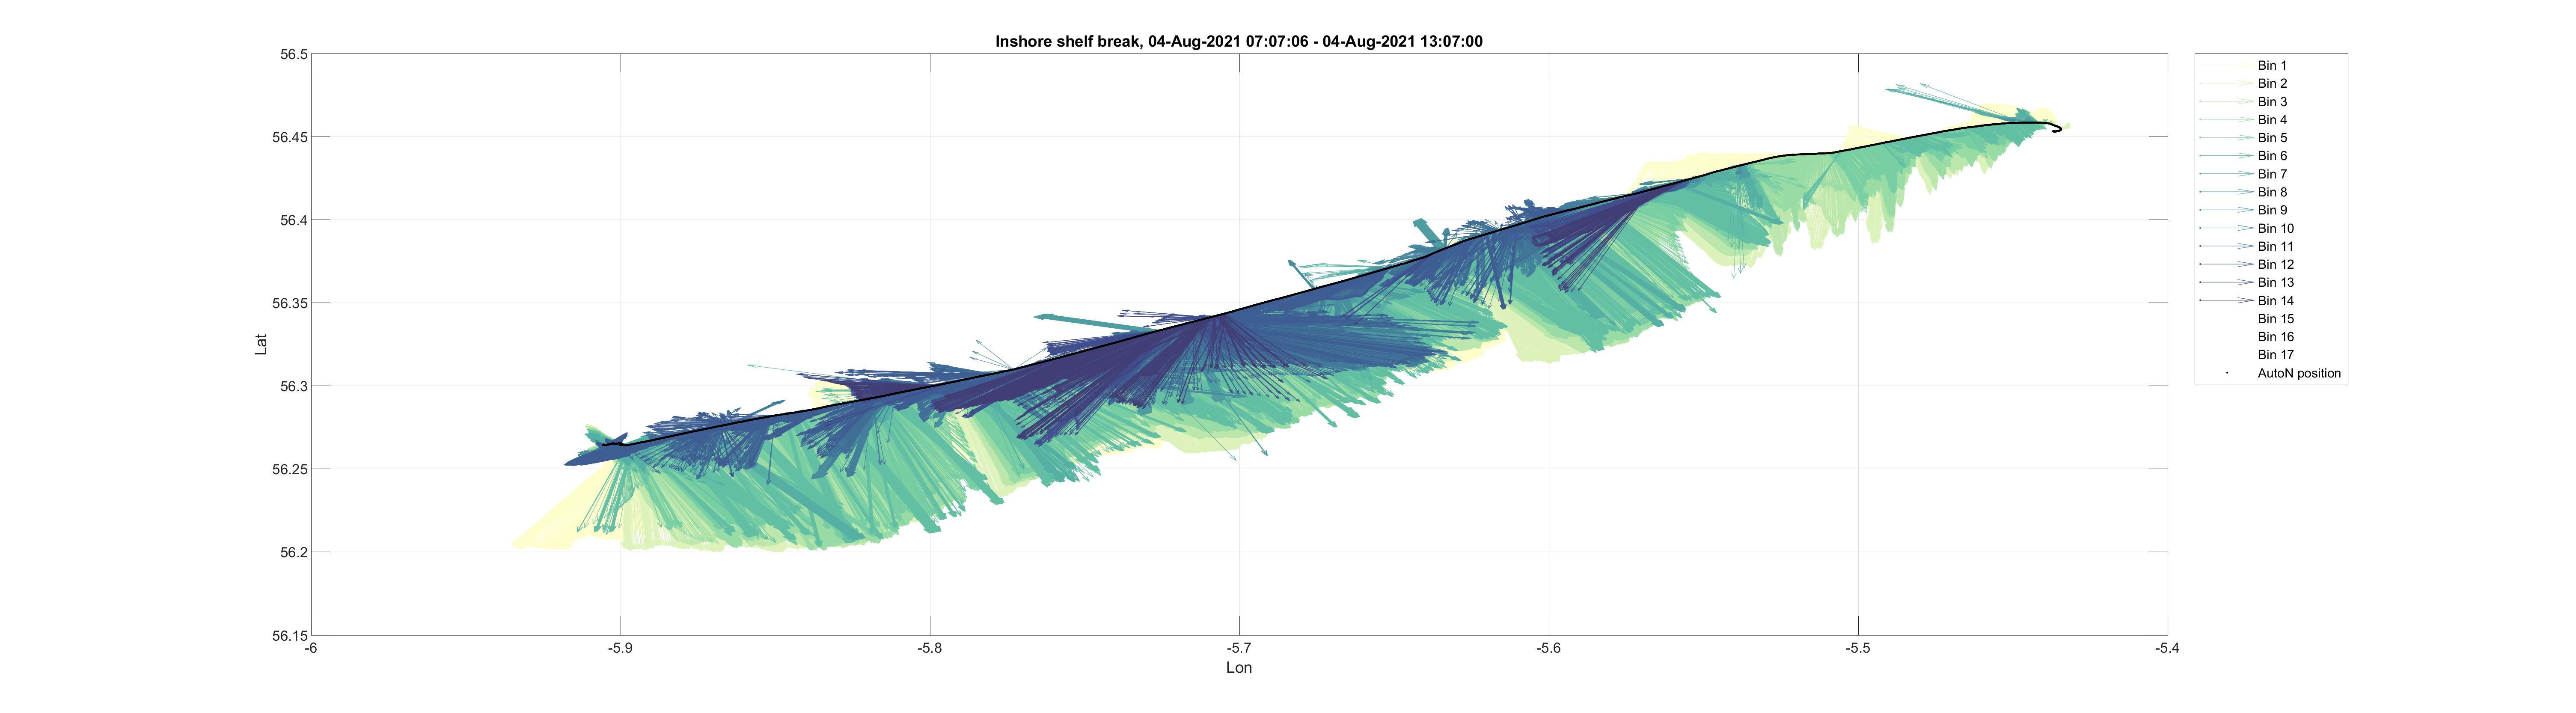 Inshore shelf break, 04-Aug-2021 07:07:06 - 04-Aug-2021 13:07:00
56.5
56.45
56.4
56.35
56.3
56.25
56.2
56.15
Lat
-6
-5.9
-5.8
-5.7
-5.6
-5.5
-5.4
Lon
Bin 1
Bin 2
Bin 3
Bin 4
Bin 5
Bin 6
Bin 7
Bin 8
Bin 9
Bin 10
Bin 11
Bin 12
Bin 13
Bin 14
Bin 15
Bin 16
Bin 17
AutoN position